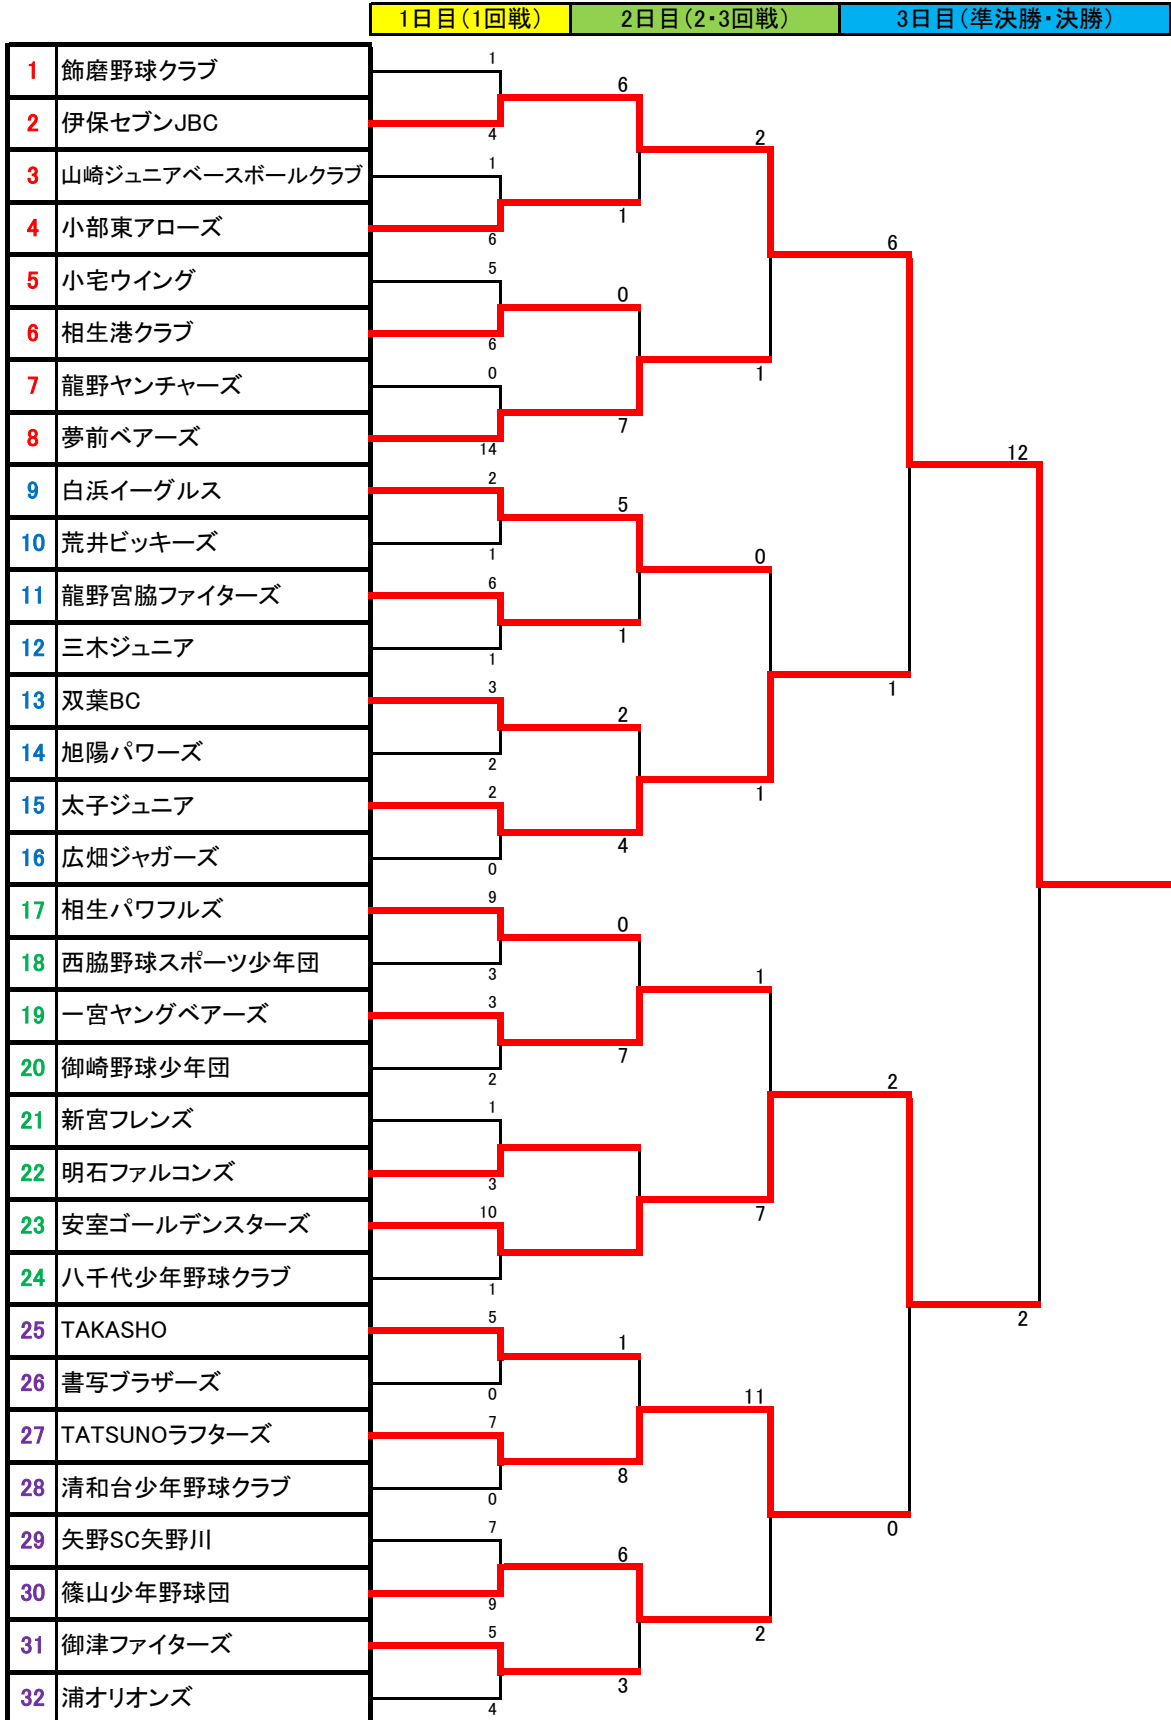 1日目(1回戦) 2日目(2・3回戦) 3日目(準決勝・決勝)
1 飾磨野球クラブ 1
6
2 伊保セブンJBC 4
2
3 山崎ジュニアベースボールクラブ 1
1
4 小部東アローズ 6
6
5 小宅ウイング 5
0
6 相生港クラブ 6
1
7 龍野ヤンチャーズ 0
7
8 夢前ベアーズ 14
12
9 白浜イーグルス 2
5
10 荒井ビッキーズ 1
0
11 龍野宮脇ファイターズ 6
1
12 三木ジュニア 1
1
13 双葉BC 3
2
14 旭陽パワーズ 2
1
15 太子ジュニア 2
4
16 広畑ジャガーズ 0
17 相生パワフルズ 9
0
18 西脇野球スポーツ少年団 3
1
19 一宮ヤングベアーズ 3
7
20 御崎野球少年団 2
2
21 新宮フレンズ 1
22 明石ファルコンズ 3
7
23 安室ゴールデンスターズ 10
24 八千代少年野球クラブ 1
2
25 TAKASHO 5
1
26 書写ブラザーズ 0
11
27 TATSUNOラフターズ 7
8
28 清和台少年野球クラブ 0
0
29 矢野SC矢野川 7
6
30 篠山少年野球団 9
2
31 御津ファイターズ 5
3
32 浦オリオンズ 4